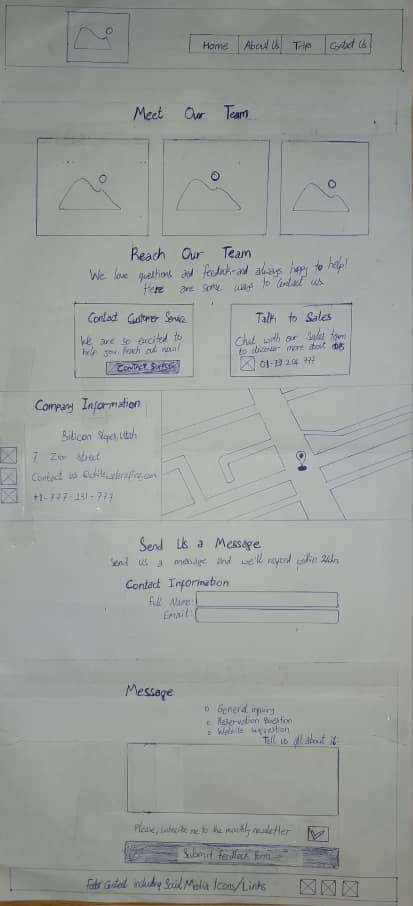 Home About Us Trips Contact Us
Meet Our Team
Reach Our Team
We love questions and feedback-and always happy to help!
Here are some ways to contact us
Contact Customer Service
We are so excited to
help you reach out now!
CONTACT SUPPORT
Talk to Sales
Chat with our sales team
to discover more about
01-23 2 777
Company Information
Slopes, Utah
7 Zion Street
Contact us
+1-777-231-777
Send Us a Message
Send us a message and we'll respond within 24hrs
Contact Information
Full Name:
Email:
Message
General inquiry
Reservation Question
Website
Tell us all about it
Please, subscribe me to the monthly newsletter
Submit feedback form
Footer Content including Social Media Icons/Links